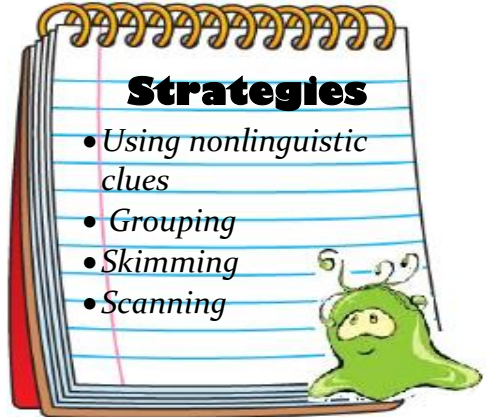 Strategies
•Using nonlinguistic
clues
• Grouping
•Skimming
•Scanning